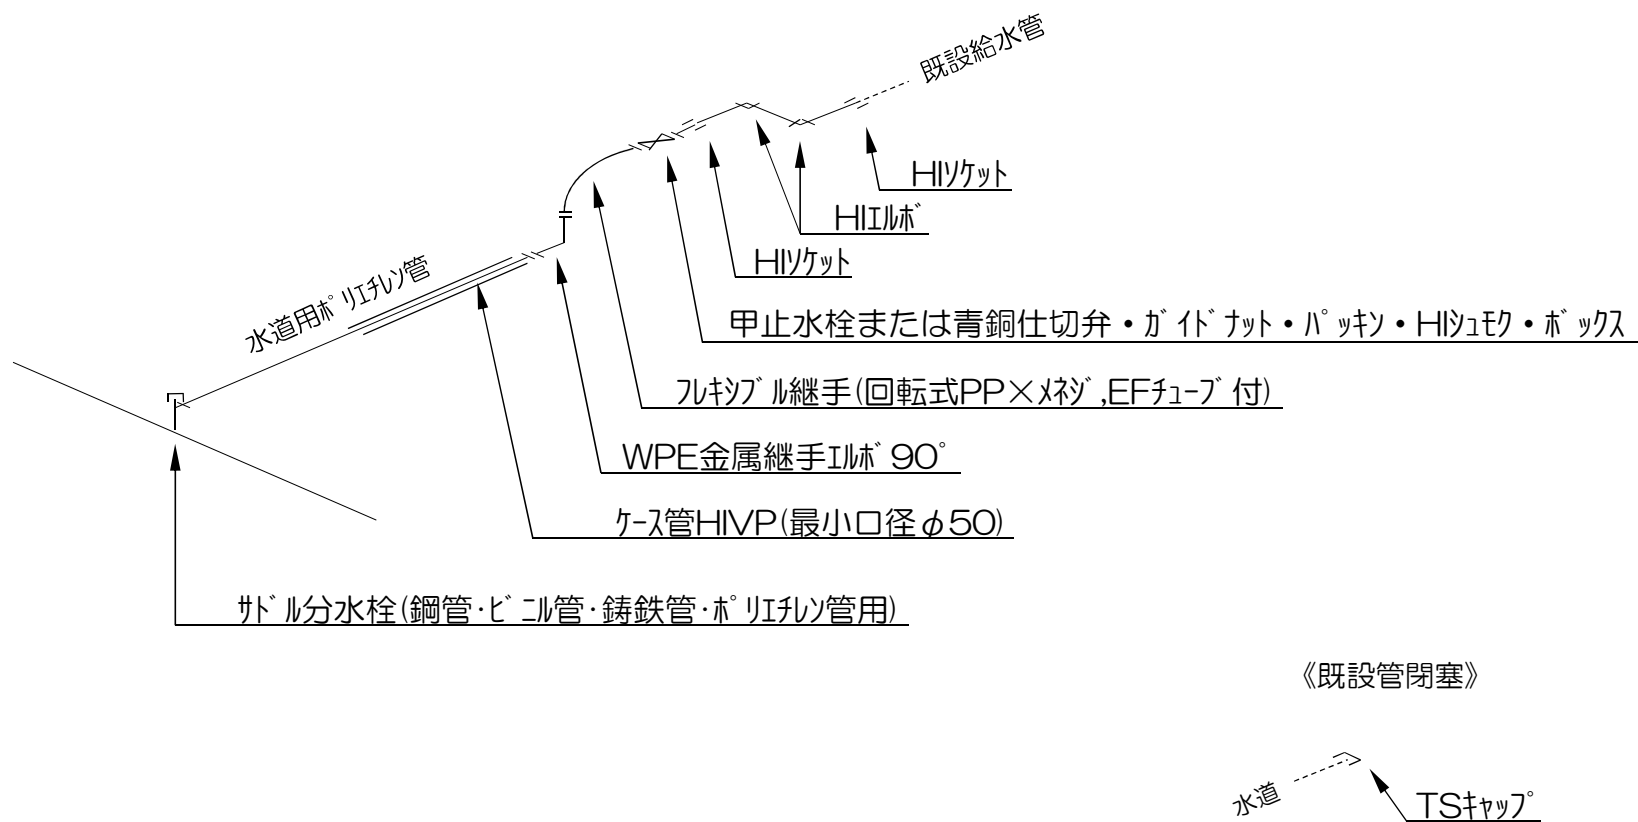 既設給水管
HIｿｹｯﾄ
HIｴﾙﾎﾞ
HIｿｹｯﾄ
水道用ﾎﾟﾘｴﾁﾚﾝ管
甲止水栓または青銅仕切弁・ｶﾞｲﾄﾞﾅｯﾄ・ﾊﾟｯｷﾝ・HIｼｭﾓｸ・ﾎﾞｯｸｽ
ﾌﾚｷｼﾌﾞﾙ継手(回転式PP×ﾒﾈｼﾞ,EFﾁｭｰﾌﾞ付)
WPE金属継手ｴﾙﾎﾞ90°
ｹｰｽ管HIVP(最小口径φ50)
ｻﾄﾞﾙ分水栓(鋼管･ﾋﾞﾆﾙ管･鋳鉄管･ﾎﾟﾘｴﾁﾚﾝ管用)
《既設管閉塞》
水道
TSｷｬｯﾌﾟ